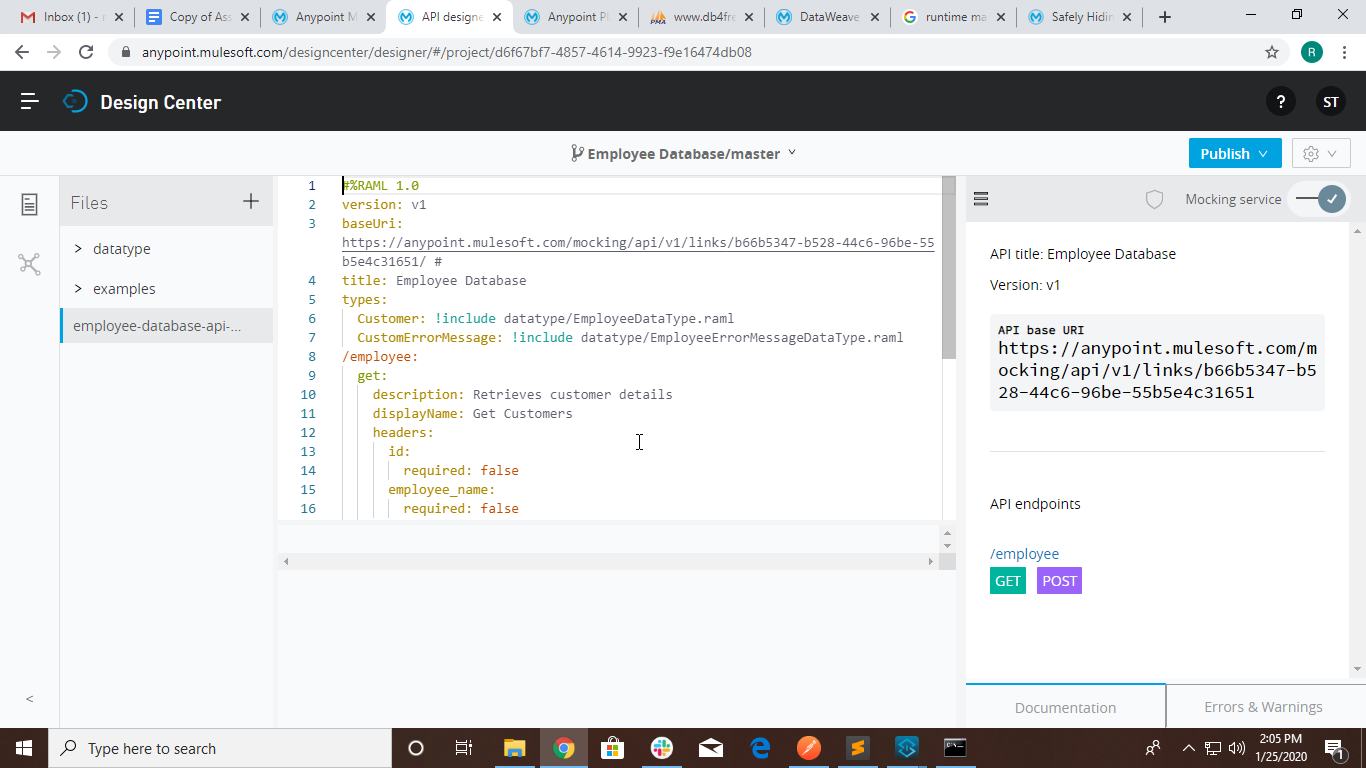 Inbox (1) - r
Copy of Ass
Anypoint M
API designe
Anypoint Pl
www.db4fre
DataWeave
runtime ma
Safely Hidin
anypoint.mulesoft.com/designcenter/designer/#/project/d6f67bf7-4857-4614-9923-f9e16474db08
R
Design Center
?
ST
Employee Database/master
Publish
Files
+
> datatype
> examples
employee-database-api-...
<
1 #%RAML 1.0
2 version: v1
3 baseUri:
https://anypoint.mulesoft.com/mocking/api/v1/links/b66b5347-b528-44c6-96be-55
b5e4c31651/ #
4 title: Employee Database
5 types:
6 Customer: !include datatype/EmployeeDataType.raml
7 CustomErrorMessage: !include datatype/EmployeeErrorMessageDataType.raml
8 /employee:
9 get:
10 description: Retrieves customer details
11 displayName: Get Customers
12 headers:
13 id:
14 required: false
15 employee_name:
16 required: false
Mocking service
API title: Employee Database
Version: v1
API base URI
https://anypoint.mulesoft.com/m
ocking/api/v1/links/b66b5347-b5
28-44c6-96be-55b5e4c31651
API endpoints
/employee
GET POST
Documentation
Errors & Warnings
Type here to search
2:05 PM
1/25/2020
1